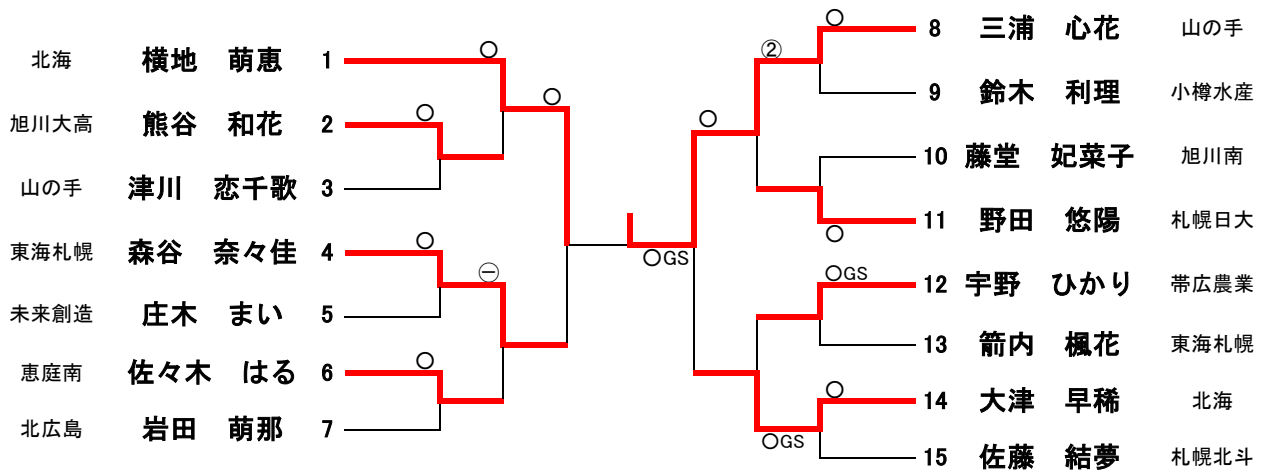 北海 横地 萌恵 1 ○
旭川大高 熊谷 和花 2 ○
○
山の手 津川 恋千歌 3
東海札幌 森谷 奈々佳 4 ○
㊀
未来創造 庄木 まい 5
恵庭南 佐々木 はる 6 ○
北広島 岩田 萌那 7
○ 8 三浦 心花 山の手
②
9 鈴木 利理 小樽水産
○
10 藤堂 妃菜子 旭川南
11 野田 悠陽 札幌日大
○
○GS
○GS 12 宇野 ひかり 帯広農業
13 箭内 楓花 東海札幌
○ 14 大津 早稀 北海
○GS
15 佐藤 結夢 札幌北斗